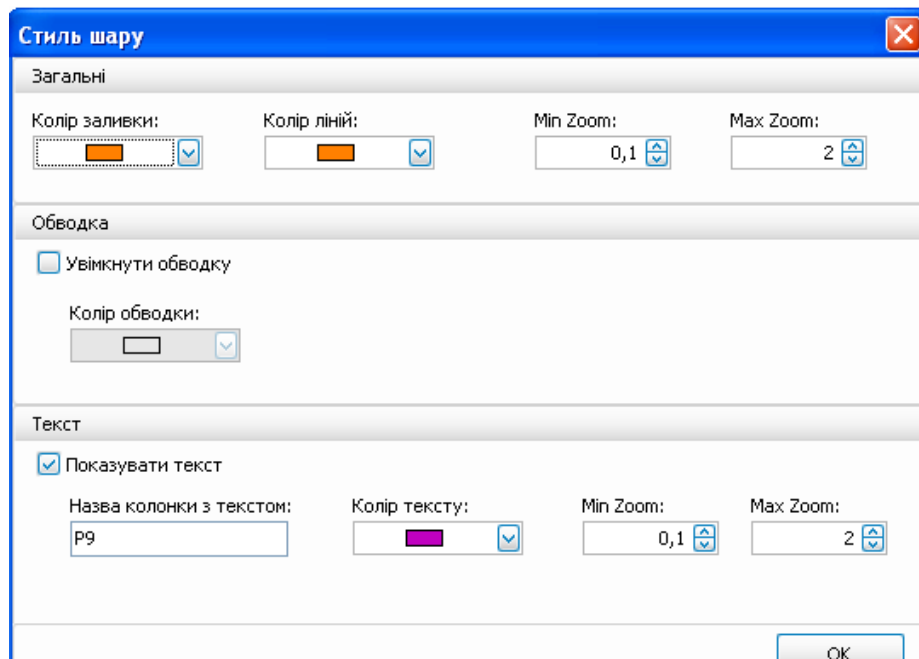 Стиль шару
Загальні
Колір заливки: Колір ліній: Min Zoom: Max Zoom:
0,1 2
Обводка
Увімкнути обводку
Колір обводки:
Текст
Показувати текст
Назва колонки з текстом: Колір тексту: Min Zoom: Max Zoom:
P9 0,1 2
OK